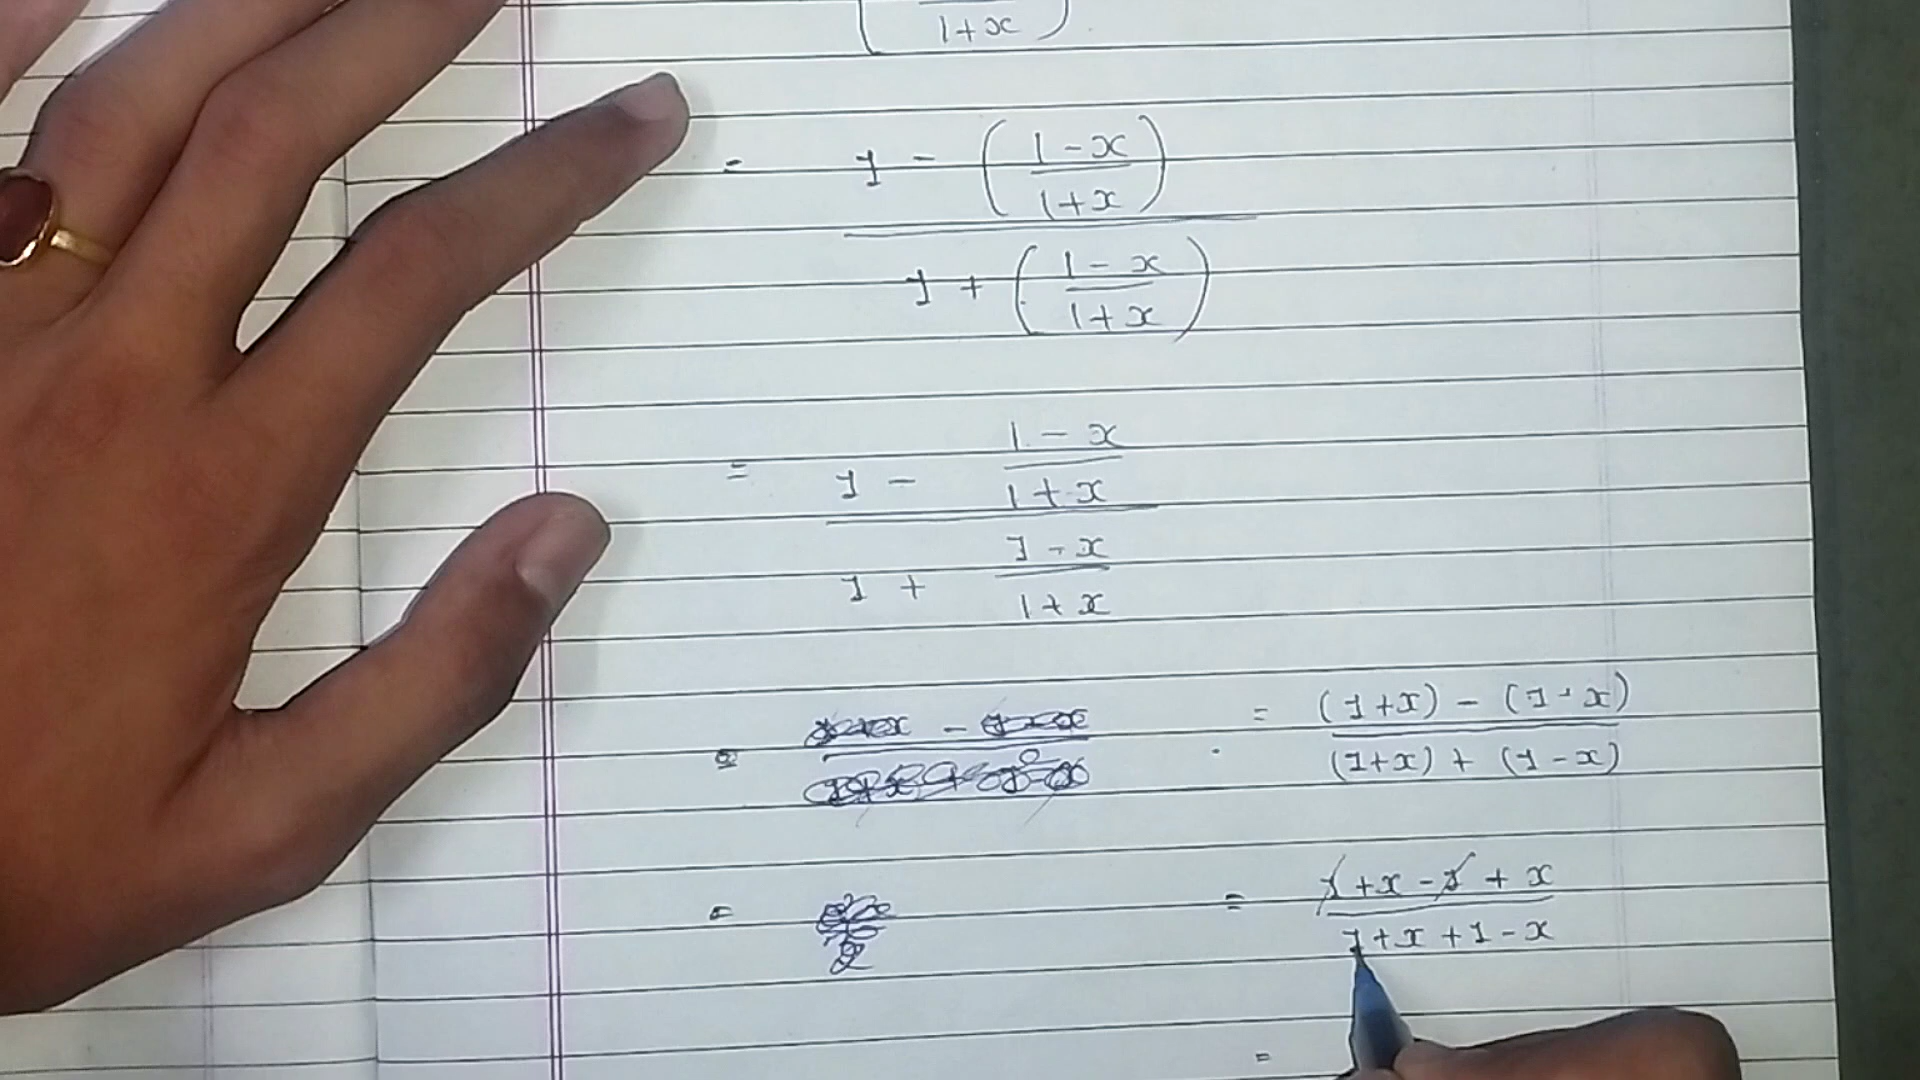 1+x )
= 1 - ( 1-x / 1+x )
1 + ( 1-x / 1+x )
= 1 - 1-x / 1+x
1 + 1-x / 1+x
= (1+x) - (1-x)
(1+x) + (1-x)
= 1+x-1+x
1+x+1-x
=